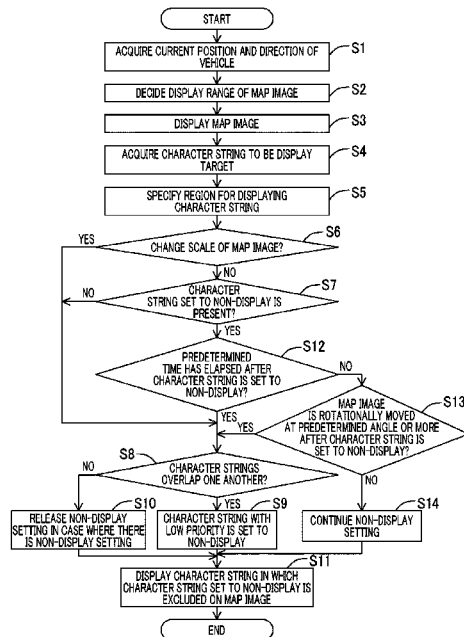 START
ACQUIRE CURRENT POSITION AND DIRECTION OF
VEHICLE
S1
DECIDE DISPLAY RANGE OF MAP IMAGE
S2
DISPLAY MAP IMAGE
S3
ACQUIRE CHARACTER STRING TO BE DISPLAY
TARGET
S4
SPECIFY REGION FOR DISPLAYING
CHARACTER STRING
S5
S6
YES
CHANGE SCALE OF MAP IMAGE?
NO
S7
NO
CHARACTER
STRING SET TO NON-DISPLAY IS
PRESENT?
YES
S12
PREDETERMINED
TIME HAS ELAPSED AFTER
CHARACTER STRING IS SET TO
NON-DISPLAY?
NO
S13
YES
YES
MAP IMAGE
IS ROTATIONALLY MOVED
AT PREDETERMINED ANGLE OR MORE
AFTER CHARACTER STRING IS
SET TO NON-DISPLAY?
S8
NO
CHARACTER STRINGS
OVERLAP ONE ANOTHER?
NO
S10
YES
S9
S14
RELEASE NON-DISPLAY
SETTING IN CASE WHERE THERE
IS NON-DISPLAY SETTING
CHARACTER STRING WITH
LOW PRIORITY IS SET TO
NON-DISPLAY
CONTINUE NON-DISPLAY
SETTING
S11
DISPLAY CHARACTER STRING IN WHICH
CHARACTER STRING SET TO NON-DISPLAY IS
EXCLUDED ON MAP IMAGE
END